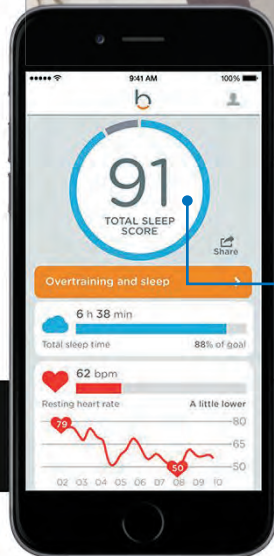 9:41 AM 100%
b
91
TOTAL SLEEP
SCORE
Share
Overtraining and sleep
6 h 38 min
Total sleep time 88% of goal
62 bpm
Resting heart rate A little lower
79
80
65
50
50
02 03 04 05 06 07 08 09 10